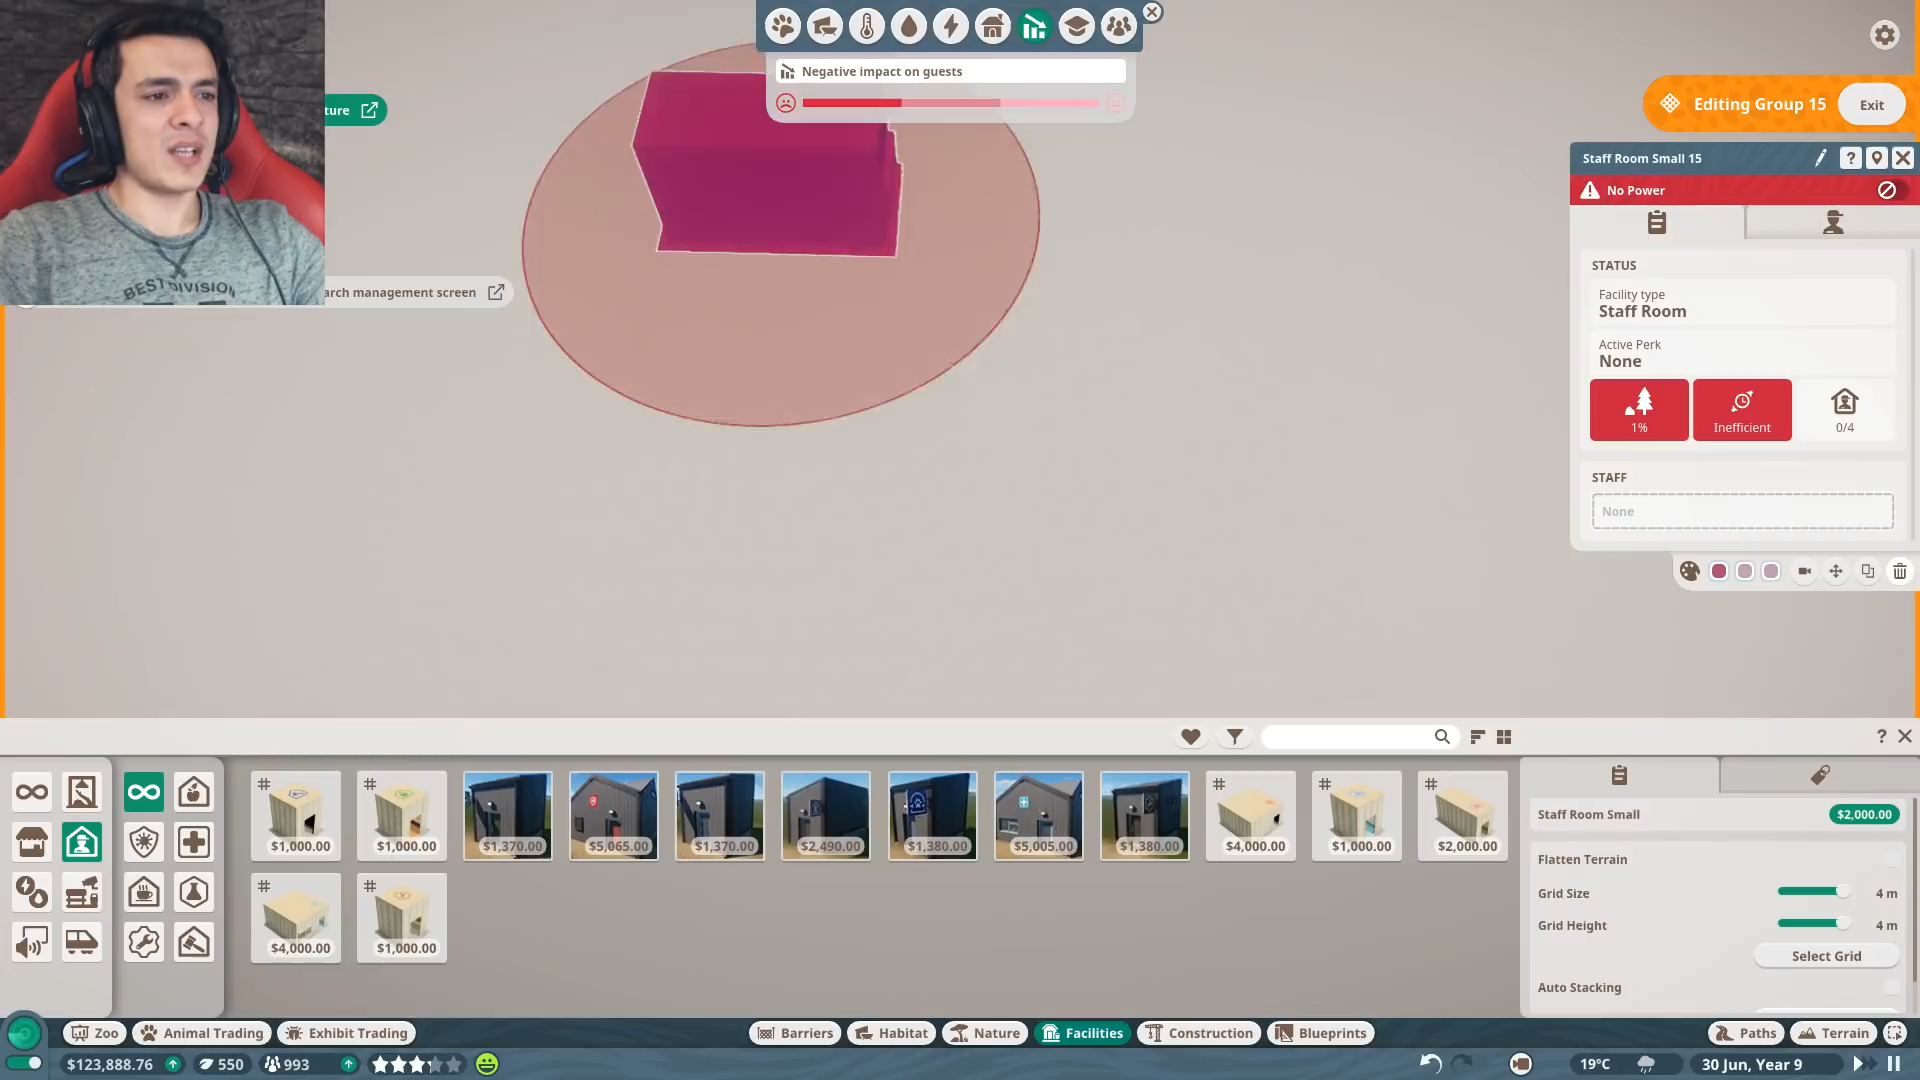 Negative impact on guests
ture
Editing Group 15
Exit
Staff Room Small 15
?
No Power
BEST DIVISION
arch management screen
STATUS
Facility type
Staff Room
Active Perk
None
1%
Inefficient
0/4
STAFF
None
?
$1,000.00
$1,000.00
$1,370.00
$5,065.00
$1,370.00
$2,490.00
$1,380.00
$5,005.00
$1,380.00
$4,000.00
$1,000.00
$2,000.00
$4,000.00
$1,000.00
Staff Room Small
$2,000.00
Flatten Terrain
Grid Size
4 m
Grid Height
4 m
Select Grid
Auto Stacking
Zoo
Animal Trading
Exhibit Trading
Barriers
Habitat
Nature
Facilities
Construction
Blueprints
Paths
Terrain
$123,888.76
550
993
19°C
30 Jun, Year 9